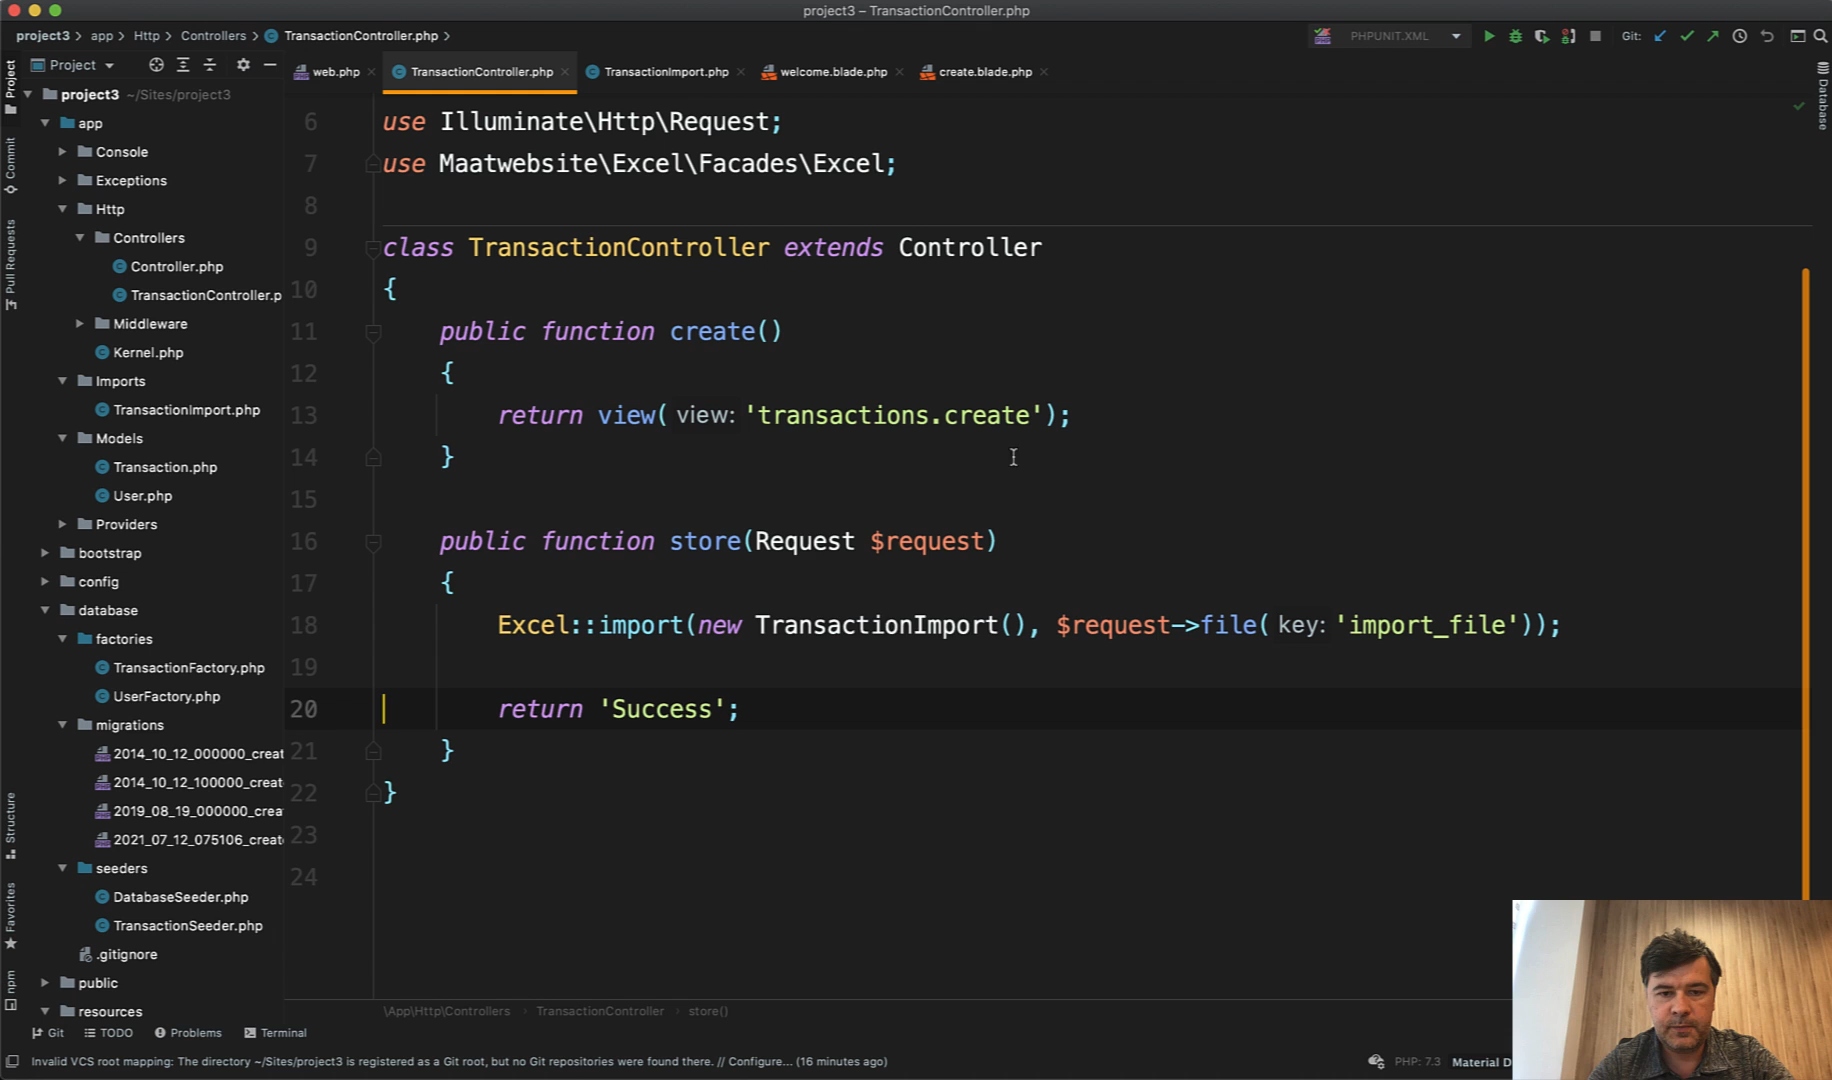 project3 – TransactionController.php
project3 app Http Controllers TransactionController.php
PHPUNIT.XML Git:
Project
web.php TransactionController.php TransactionImport.php welcome.blade.php create.blade.php
Project
Commit
Pull Requests
Structure
Favorites
npm
Database
project3 ~/Sites/project3
app
Console
Exceptions
Http
Controllers
Controller.php
TransactionController.p
Middleware
Kernel.php
Imports
TransactionImport.php
Models
Transaction.php
User.php
Providers
bootstrap
config
database
factories
TransactionFactory.php
UserFactory.php
migrations
2014_10_12_000000_creat
2014_10_12_100000_creat
2019_08_19_000000_crea
2021_07_12_075106_creat
seeders
DatabaseSeeder.php
TransactionSeeder.php
.gitignore
public
resources
6 use Illuminate\Http\Request;
7 use Maatwebsite\Excel\Facades\Excel;
8
9 class TransactionController extends Controller
10 {
11 public function create()
12 {
13 return view( view: 'transactions.create');
14 }
15
16 public function store(Request $request)
17 {
18 Excel::import(new TransactionImport(), $request->file( key: 'import_file'));
19
20 return 'Success';
21 }
22 }
23
24
\App\Http\Controllers TransactionController store()
Git TODO Problems Terminal
Invalid VCS root mapping: The directory ~/Sites/project3 is registered as a Git root, but no Git repositories were found there. // Configure... (16 minutes ago)
PHP: 7.3 Material D